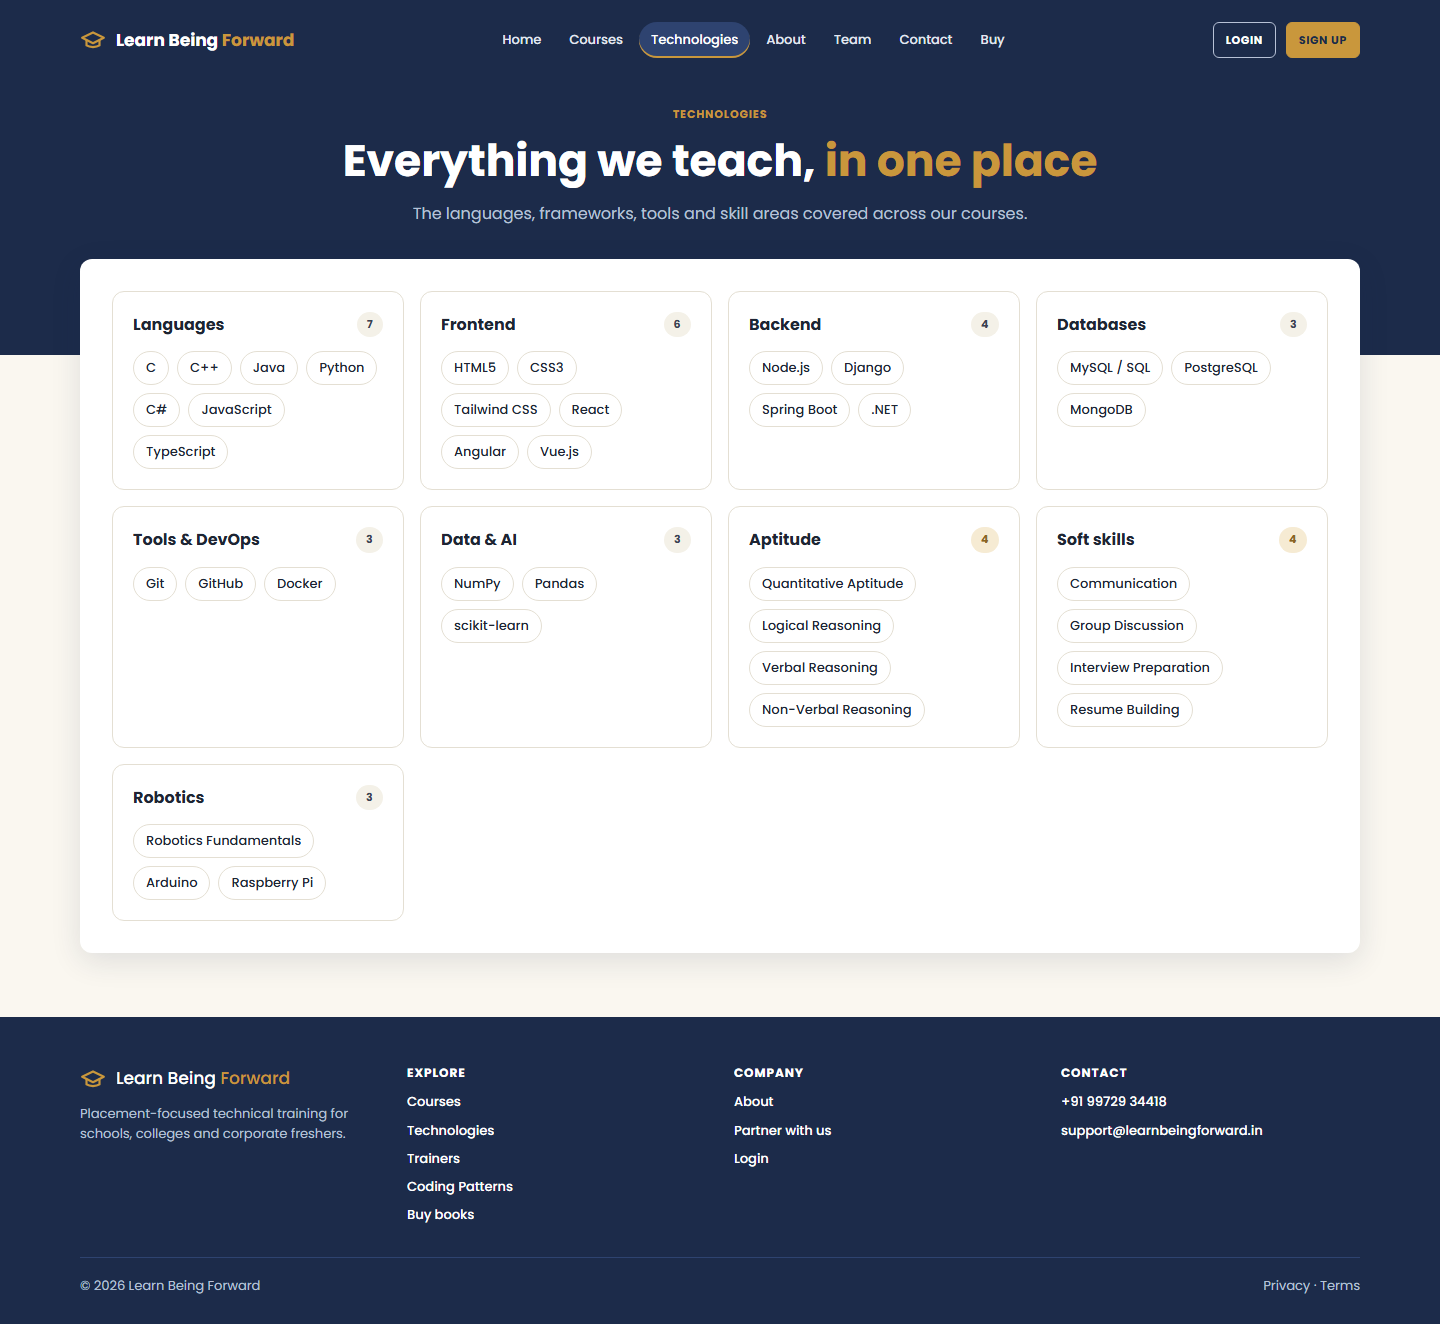 Learn Being Forward
Home
Courses
Technologies
About
Team
Contact
Buy
LOGIN
SIGN UP
TECHNOLOGIES
Everything we teach, in one place
The languages, frameworks, tools and skill areas covered across our courses.
Languages 7
C
C++
Java
Python
C#
JavaScript
TypeScript
Frontend 6
HTML5
CSS3
Tailwind CSS
React
Angular
Vue.js
Backend 4
Node.js
Django
Spring Boot
.NET
Databases 3
MySQL / SQL
PostgreSQL
MongoDB
Tools & DevOps 3
Git
GitHub
Docker
Data & AI 3
NumPy
Pandas
scikit-learn
Aptitude 4
Quantitative Aptitude
Logical Reasoning
Verbal Reasoning
Non-Verbal Reasoning
Soft skills 4
Communication
Group Discussion
Interview Preparation
Resume Building
Robotics 3
Robotics Fundamentals
Arduino
Raspberry Pi
Learn Being Forward
Placement-focused technical training for
schools, colleges and corporate freshers.
EXPLORE
Courses
Technologies
Trainers
Coding Patterns
Buy books
COMPANY
About
Partner with us
Login
CONTACT
+91 99729 34418
support@learnbeingforward.in
© 2026 Learn Being Forward
Privacy · Terms